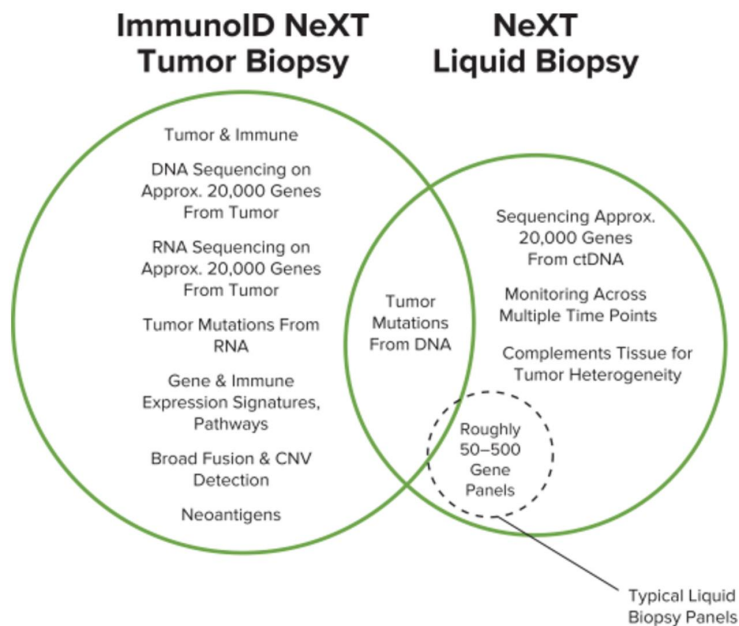 ImmunoID NeXT
Tumor Biopsy
NeXT
Liquid Biopsy
Tumor & Immune
DNA Sequencing on
Approx. 20,000 Genes
From Tumor
RNA Sequencing on
Approx. 20,000 Genes
From Tumor
Tumor Mutations From
RNA
Gene & Immune
Expression Signatures,
Pathways
Broad Fusion & CNV
Detection
Neoantigens
Tumor
Mutations
From DNA
Sequencing Approx.
20,000 Genes
From ctDNA
Monitoring Across
Multiple Time Points
Complements Tissue for
Tumor Heterogeneity
Roughly
50–500
Gene
Panels
Typical Liquid
Biopsy Panels